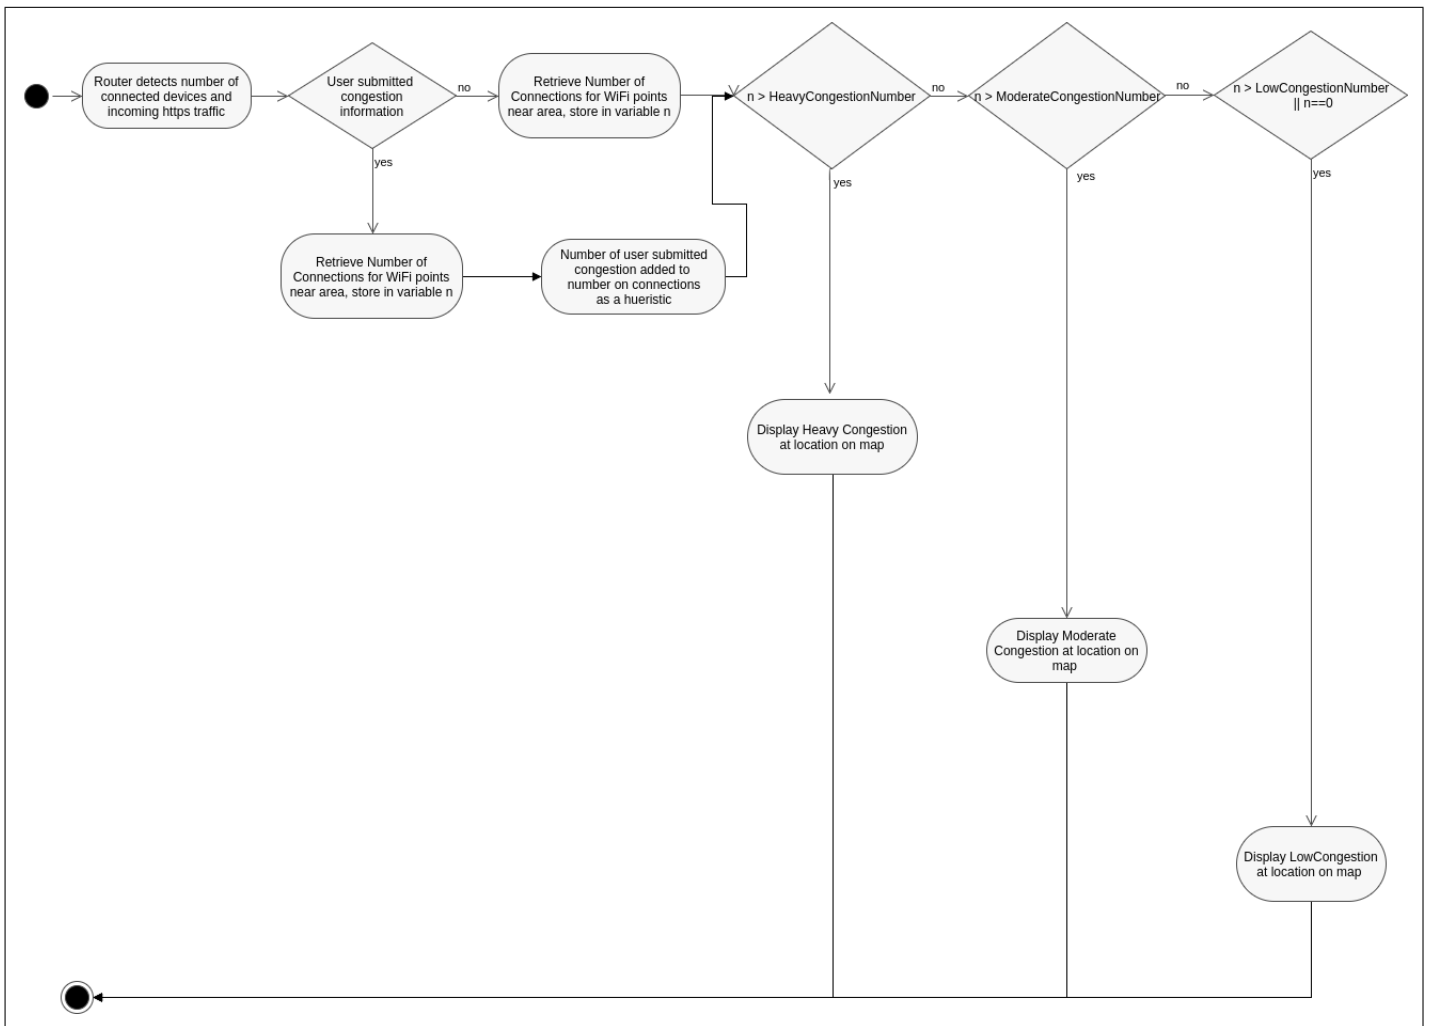 Router detects number of
connected devices and
incoming https traffic
User submitted
congestion
information
no
yes
Retrieve Number of
Connections for WiFi points
near area, store in variable n
Retrieve Number of
Connections for WiFi points
near area, store in variable n
Number of user submitted
congestion added to
number on connections
as a hueristic
n > HeavyCongestionNumber
no
yes
n > ModerateCongestionNumber
no
yes
n > LowCongestionNumber
|| n==0
yes
Display Heavy Congestion
at location on map
Display Moderate
Congestion at location on
map
Display LowCongestion
at location on map